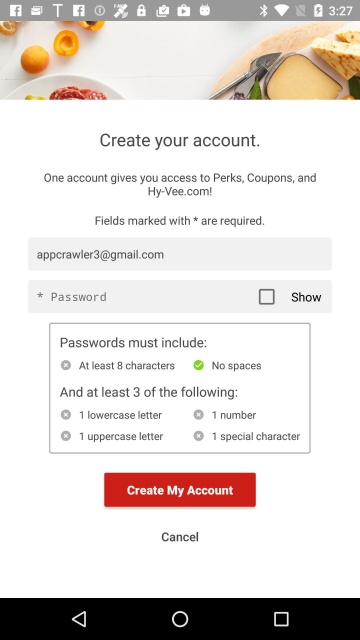 3:27
Create your account.
One account gives you access to Perks, Coupons, and
Hy-Vee.com!
Fields marked with * are required.
appcrawler3@gmail.com
* Password
Show
Passwords must include:
At least 8 characters
No spaces
And at least 3 of the following:
1 lowercase letter
1 number
1 uppercase letter
1 special character
Create My Account
Cancel